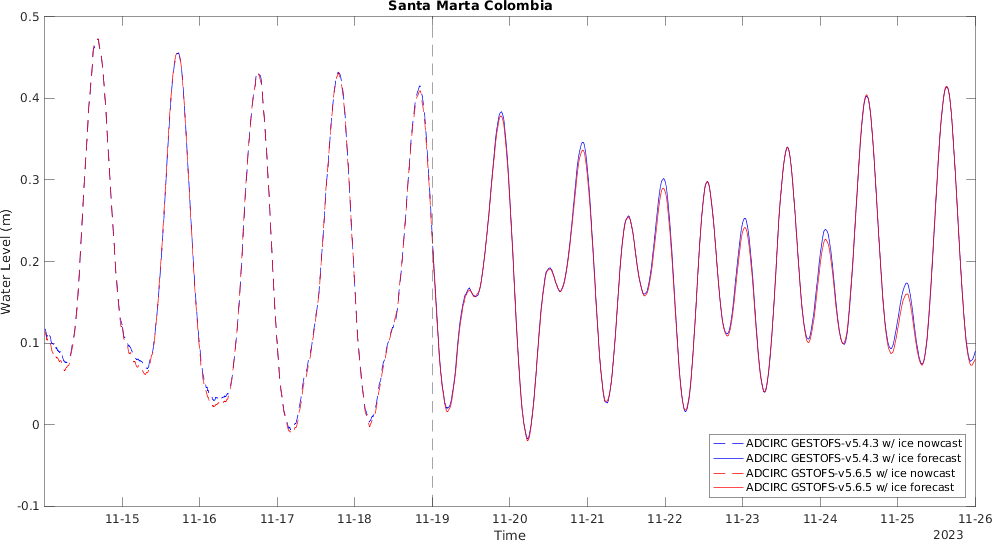 Santa Marta Colombia
0.5
0.4
0.3
0.2
0.1
0
-0.1
Water Level (m)
11-15 11-16 11-17 11-18 11-19 11-20 11-21 11-22 11-23 11-24 11-25 11-26
Time
2023
ADCIRC GESTOFS-v5.4.3 w/ ice nowcast
ADCIRC GESTOFS-v5.4.3 w/ ice forecast
ADCIRC GSTOFS-v5.6.5 w/ ice nowcast
ADCIRC GSTOFS-v5.6.5 w/ ice forecast